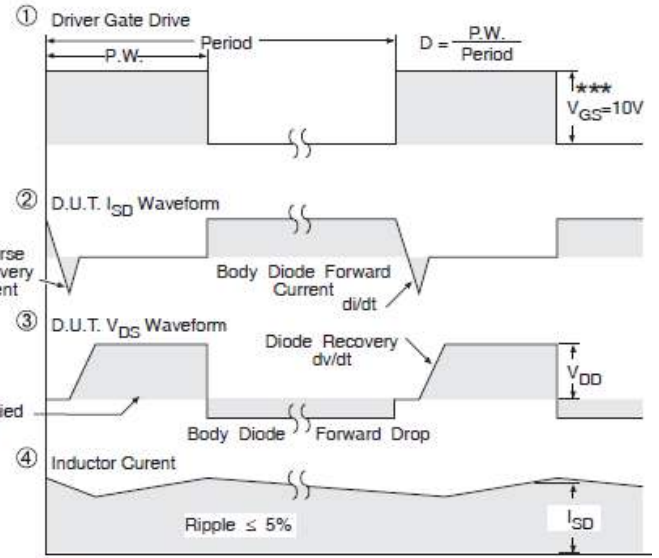 ① Driver Gate Drive
P.W.
Period
D = P.W.
Period
***
VGS=10V
② D.U.T. ISD Waveform
Body Diode Forward
Current
di/dt
③ D.U.T. VDS Waveform
Diode Recovery
dv/dt
VDD
Body Diode Forward Drop
④ Inductor Curent
Ripple ≤ 5%
ISD